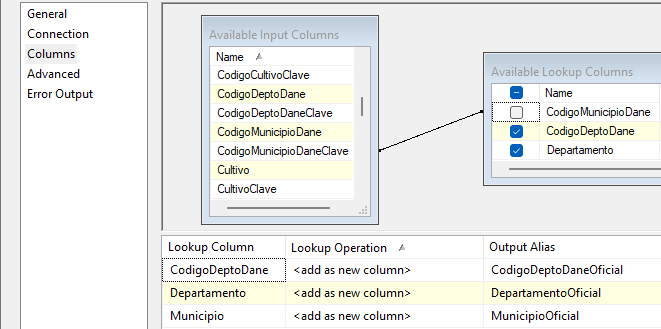 General
Connection
Columns
Advanced
Error Output
Available Input Columns
Name
CodigoCultivoClave
CodigoDeptoDane
CodigoDeptoDaneClave
CodigoMunicipioDane
CodigoMunicipioDaneClave
Cultivo
CultivoClave
Available Lookup Columns
Name
CodigoMunicipioDane
CodigoDeptoDane
Departamento
Lookup Column Lookup Operation Output Alias
CodigoDeptoDane <add as new column> CodigoDeptoDaneOficial
Departamento <add as new column> DepartamentoOficial
Municipio <add as new column> MunicipioOficial